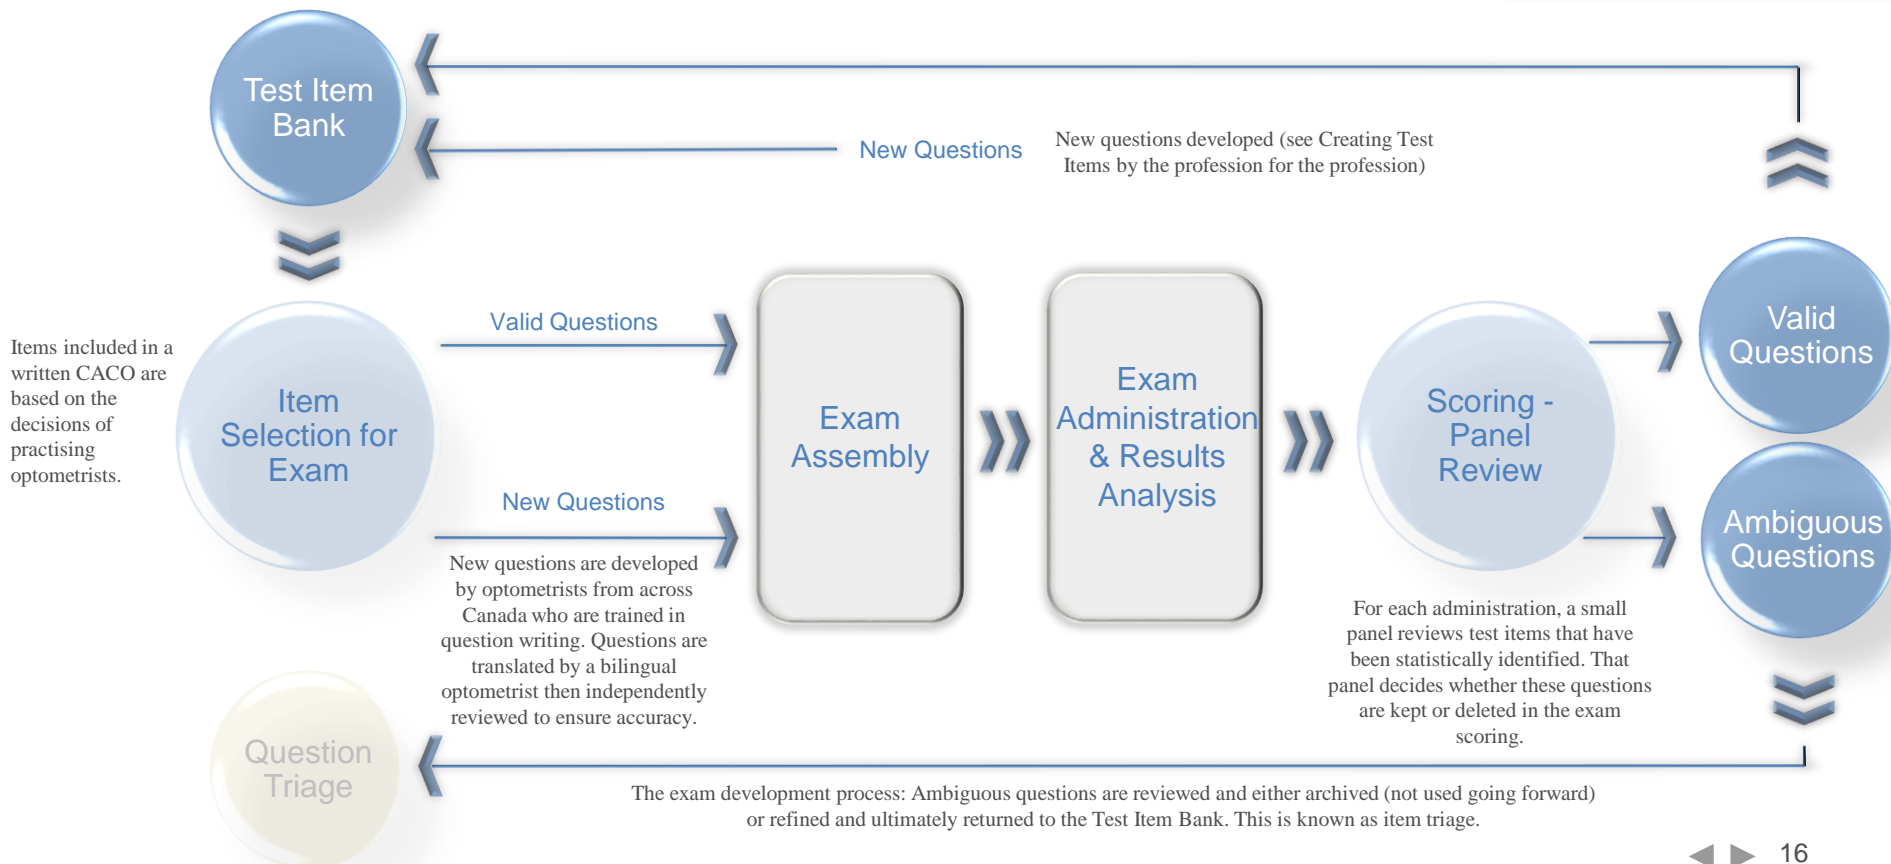 Test Item
Bank
New Questions
New questions developed (see Creating Test
Items by the profession for the profession)
Items included in a
written CACO are
based on the
decisions of
practising
optometrists.
Item
Selection for
Exam
Valid Questions
New Questions
New questions are developed
by optometrists from across
Canada who are trained in
question writing. Questions are
translated by a bilingual
optometrist then independently
reviewed to ensure accuracy.
Exam
Assembly
Exam
Administration
& Results
Analysis
Scoring -
Panel
Review
For each administration, a small
panel reviews test items that have
been statistically identified. That
panel decides whether these questions
are kept or deleted in the exam
scoring.
Valid
Questions
Ambiguous
Questions
Question
Triage
The exam development process: Ambiguous questions are reviewed and either archived (not used going forward)
or refined and ultimately returned to the Test Item Bank. This is known as item triage.
16